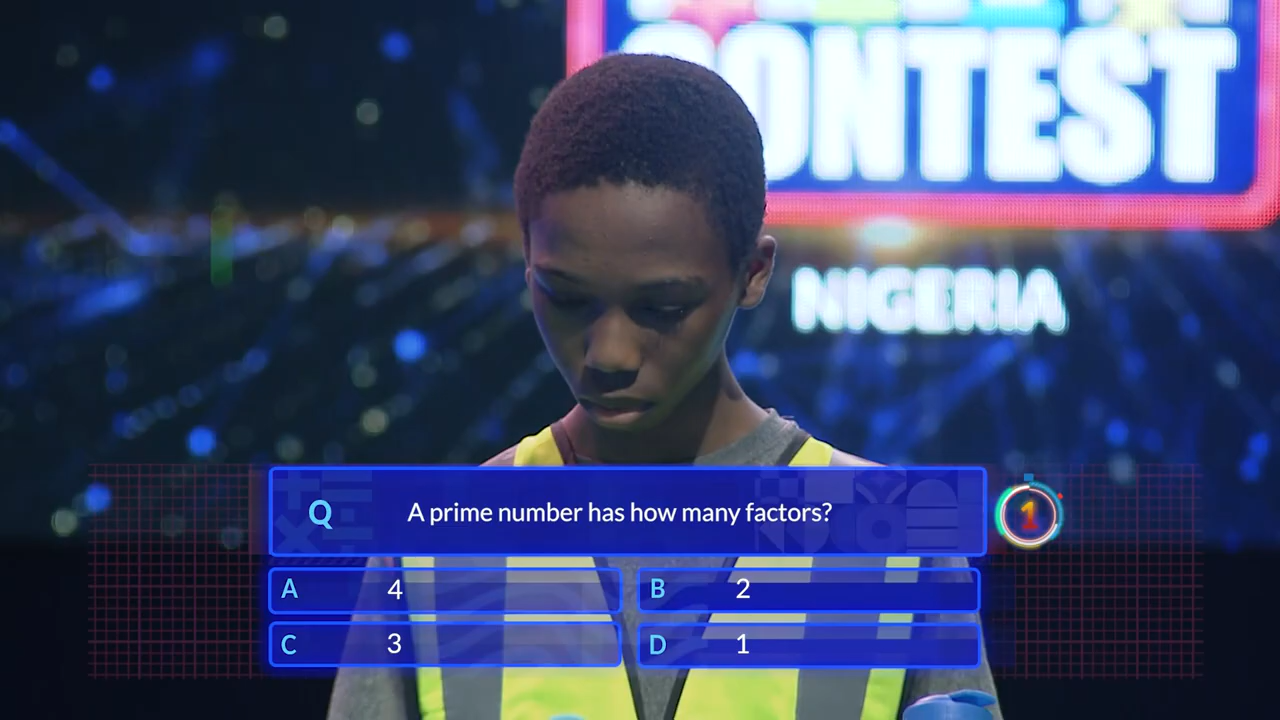 CONTEST
NIGERIA
Q A prime number has how many factors? 1
A 4 B 2
C 3 D 1